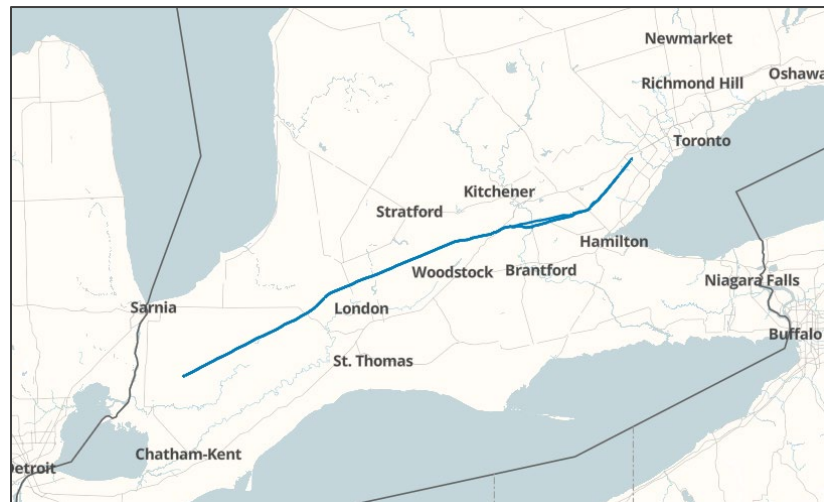 Newmarket
Oshawa
Richmond Hill
Toronto
Kitchener
Stratford
Hamilton
Woodstock
Brantford
Niagara Falls
Sarnia
London
Buffalo
St. Thomas
Chatham-Kent
Detroit